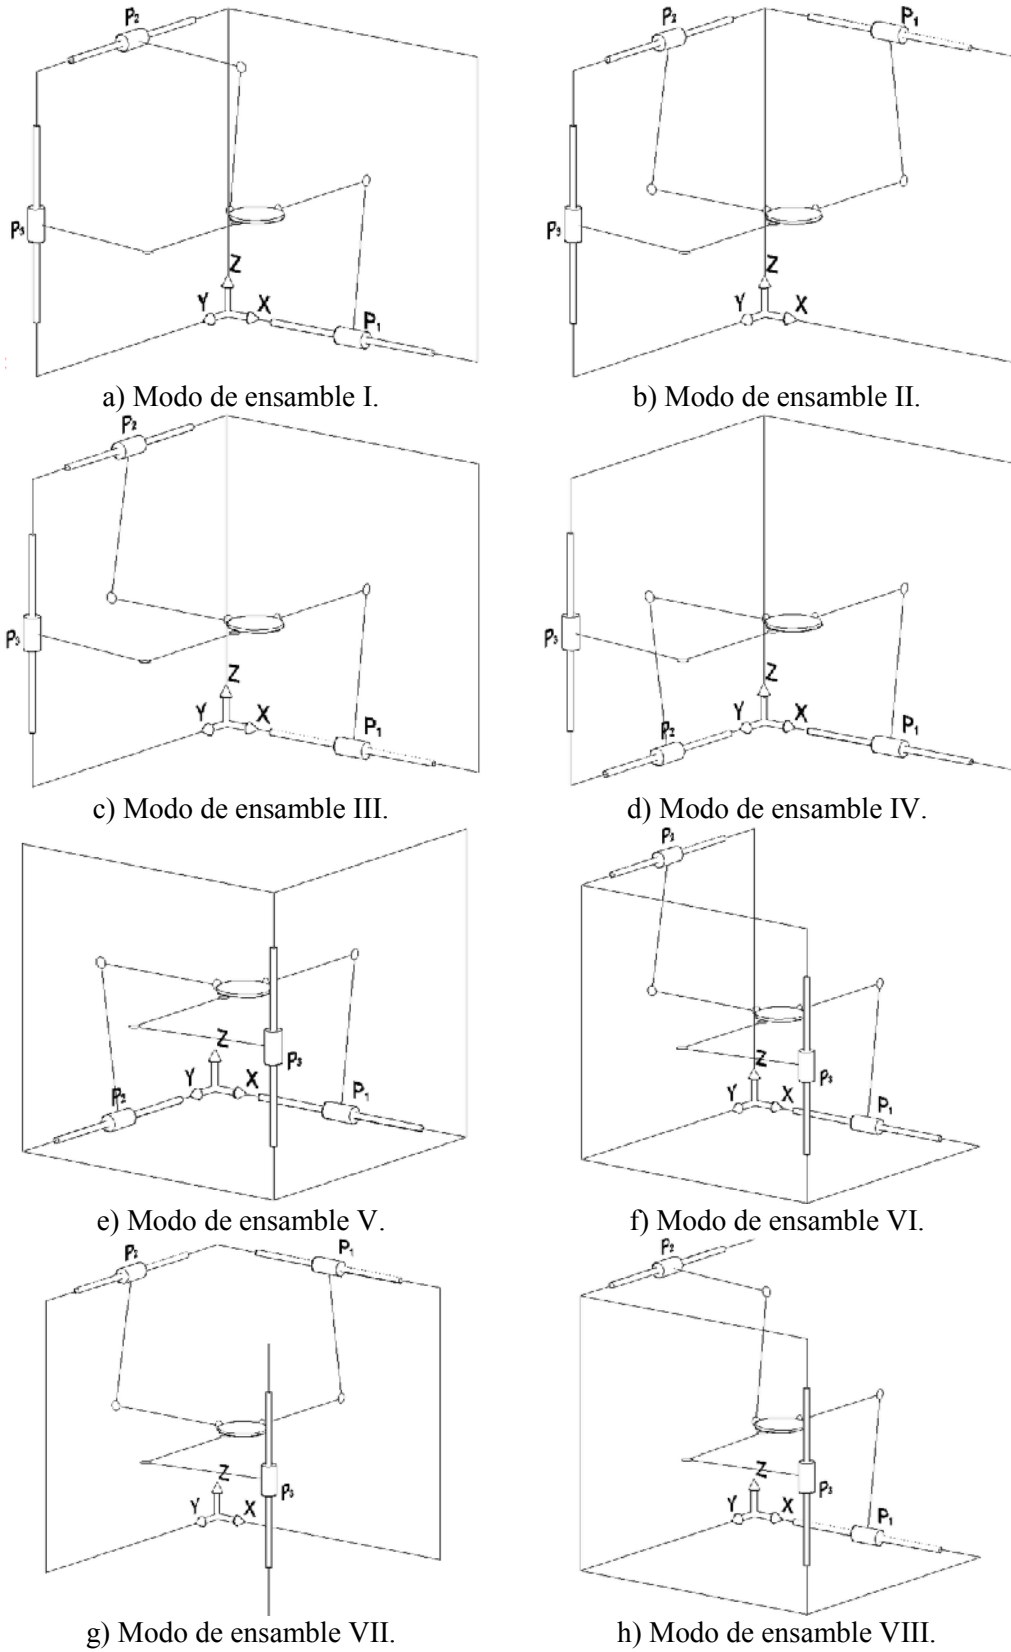 P₂
P₃
Z
Y X
P₁
a) Modo de ensamble I.
P₂ P₁
P₃
Z
Y X
b) Modo de ensamble II.
P₂
P₃
Z
Y X
P₁
c) Modo de ensamble III.
P₃
Z
Y X
P₂ P₁
d) Modo de ensamble IV.
Z
P₃
Y X
P₂ P₁
e) Modo de ensamble V.
P₂
Z
P₃
Y X
P₁
f) Modo de ensamble VI.
P₂ P₁
Z
P₃
Y X
g) Modo de ensamble VII.
P₂
Z
P₃
Y X
P₁
h) Modo de ensamble VIII.